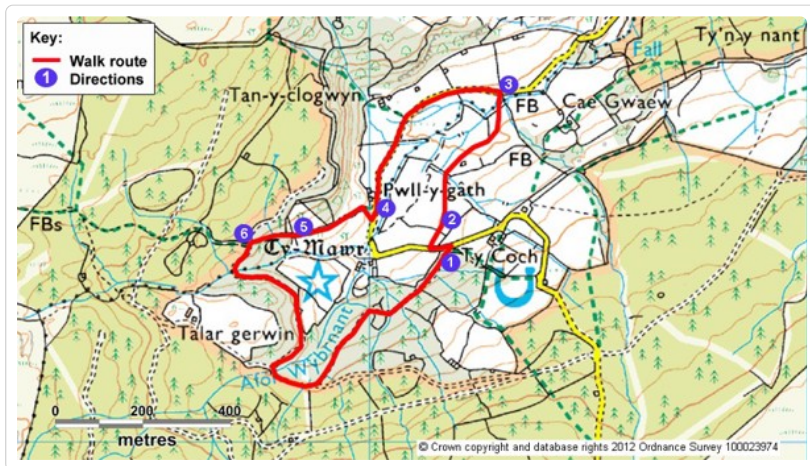 Key:
Walk route
1 Directions
Fall
Ty'n y nant
3
Tan-y-clogwyn
FB
Cae Gwaew
FB
Pwll-y-gath
4
2
FBs
6
5
Ty Mawr
1
Ty Coch
Talar gerwin
Afon Wybrnant
0 200 400
metres
© Crown copyright and database rights 2012 Ordnance Survey 100023974